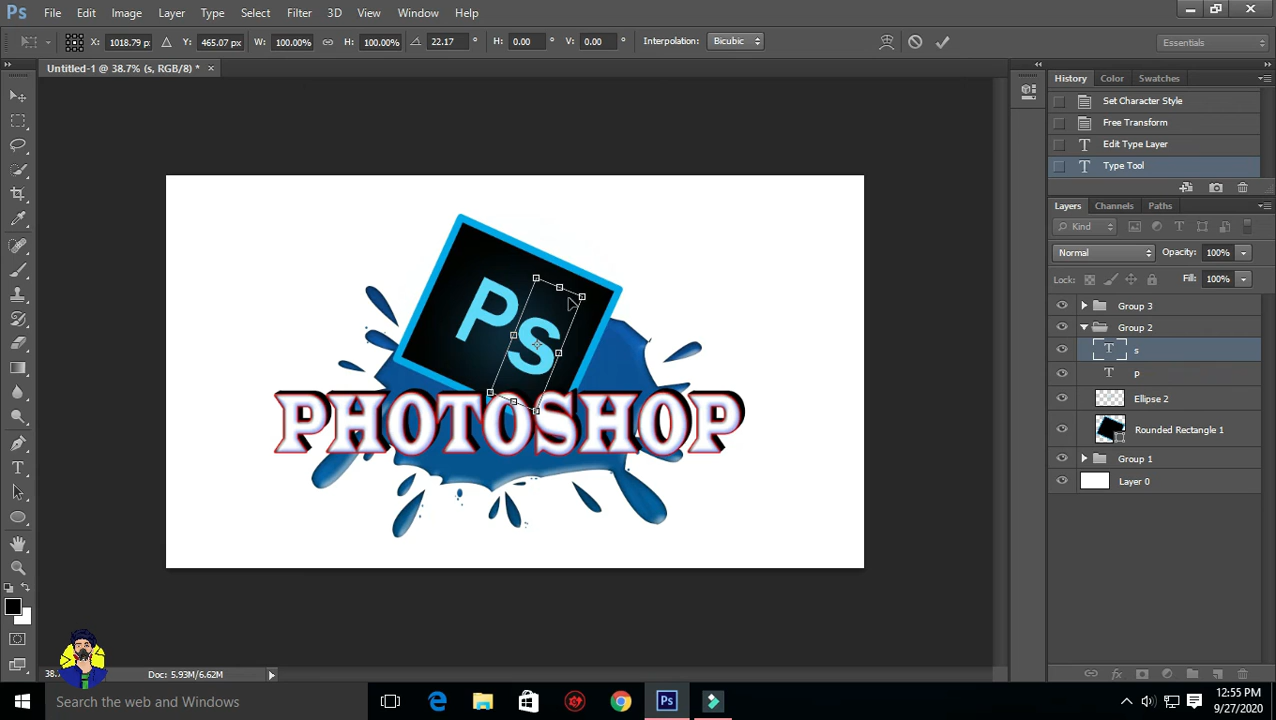 Ps File Edit Image Layer Type Select Filter 3D View Window Help
X: 1018.79 px Y: 465.07 px W: 100.00% H: 100.00% 22.17 ° H: 0.00 ° V: 0.00 ° Interpolation: Bicubic Essentials
Untitled-1 @ 38.7% (s, RGB/8) * ×
History Color Swatches
Set Character Style
Free Transform
Edit Type Layer
Type Tool
Layers Channels Paths
Kind
Normal Opacity: 100%
Lock: Fill: 100%
Group 3
Group 2
s
P
Ellipse 2
Rounded Rectangle 1
Group 1
Layer 0
Ps
PHOTOSHOP
38. Doc: 5.93M/6.62M
Search the web and Windows
Ps
12:55 PM
9/27/2020